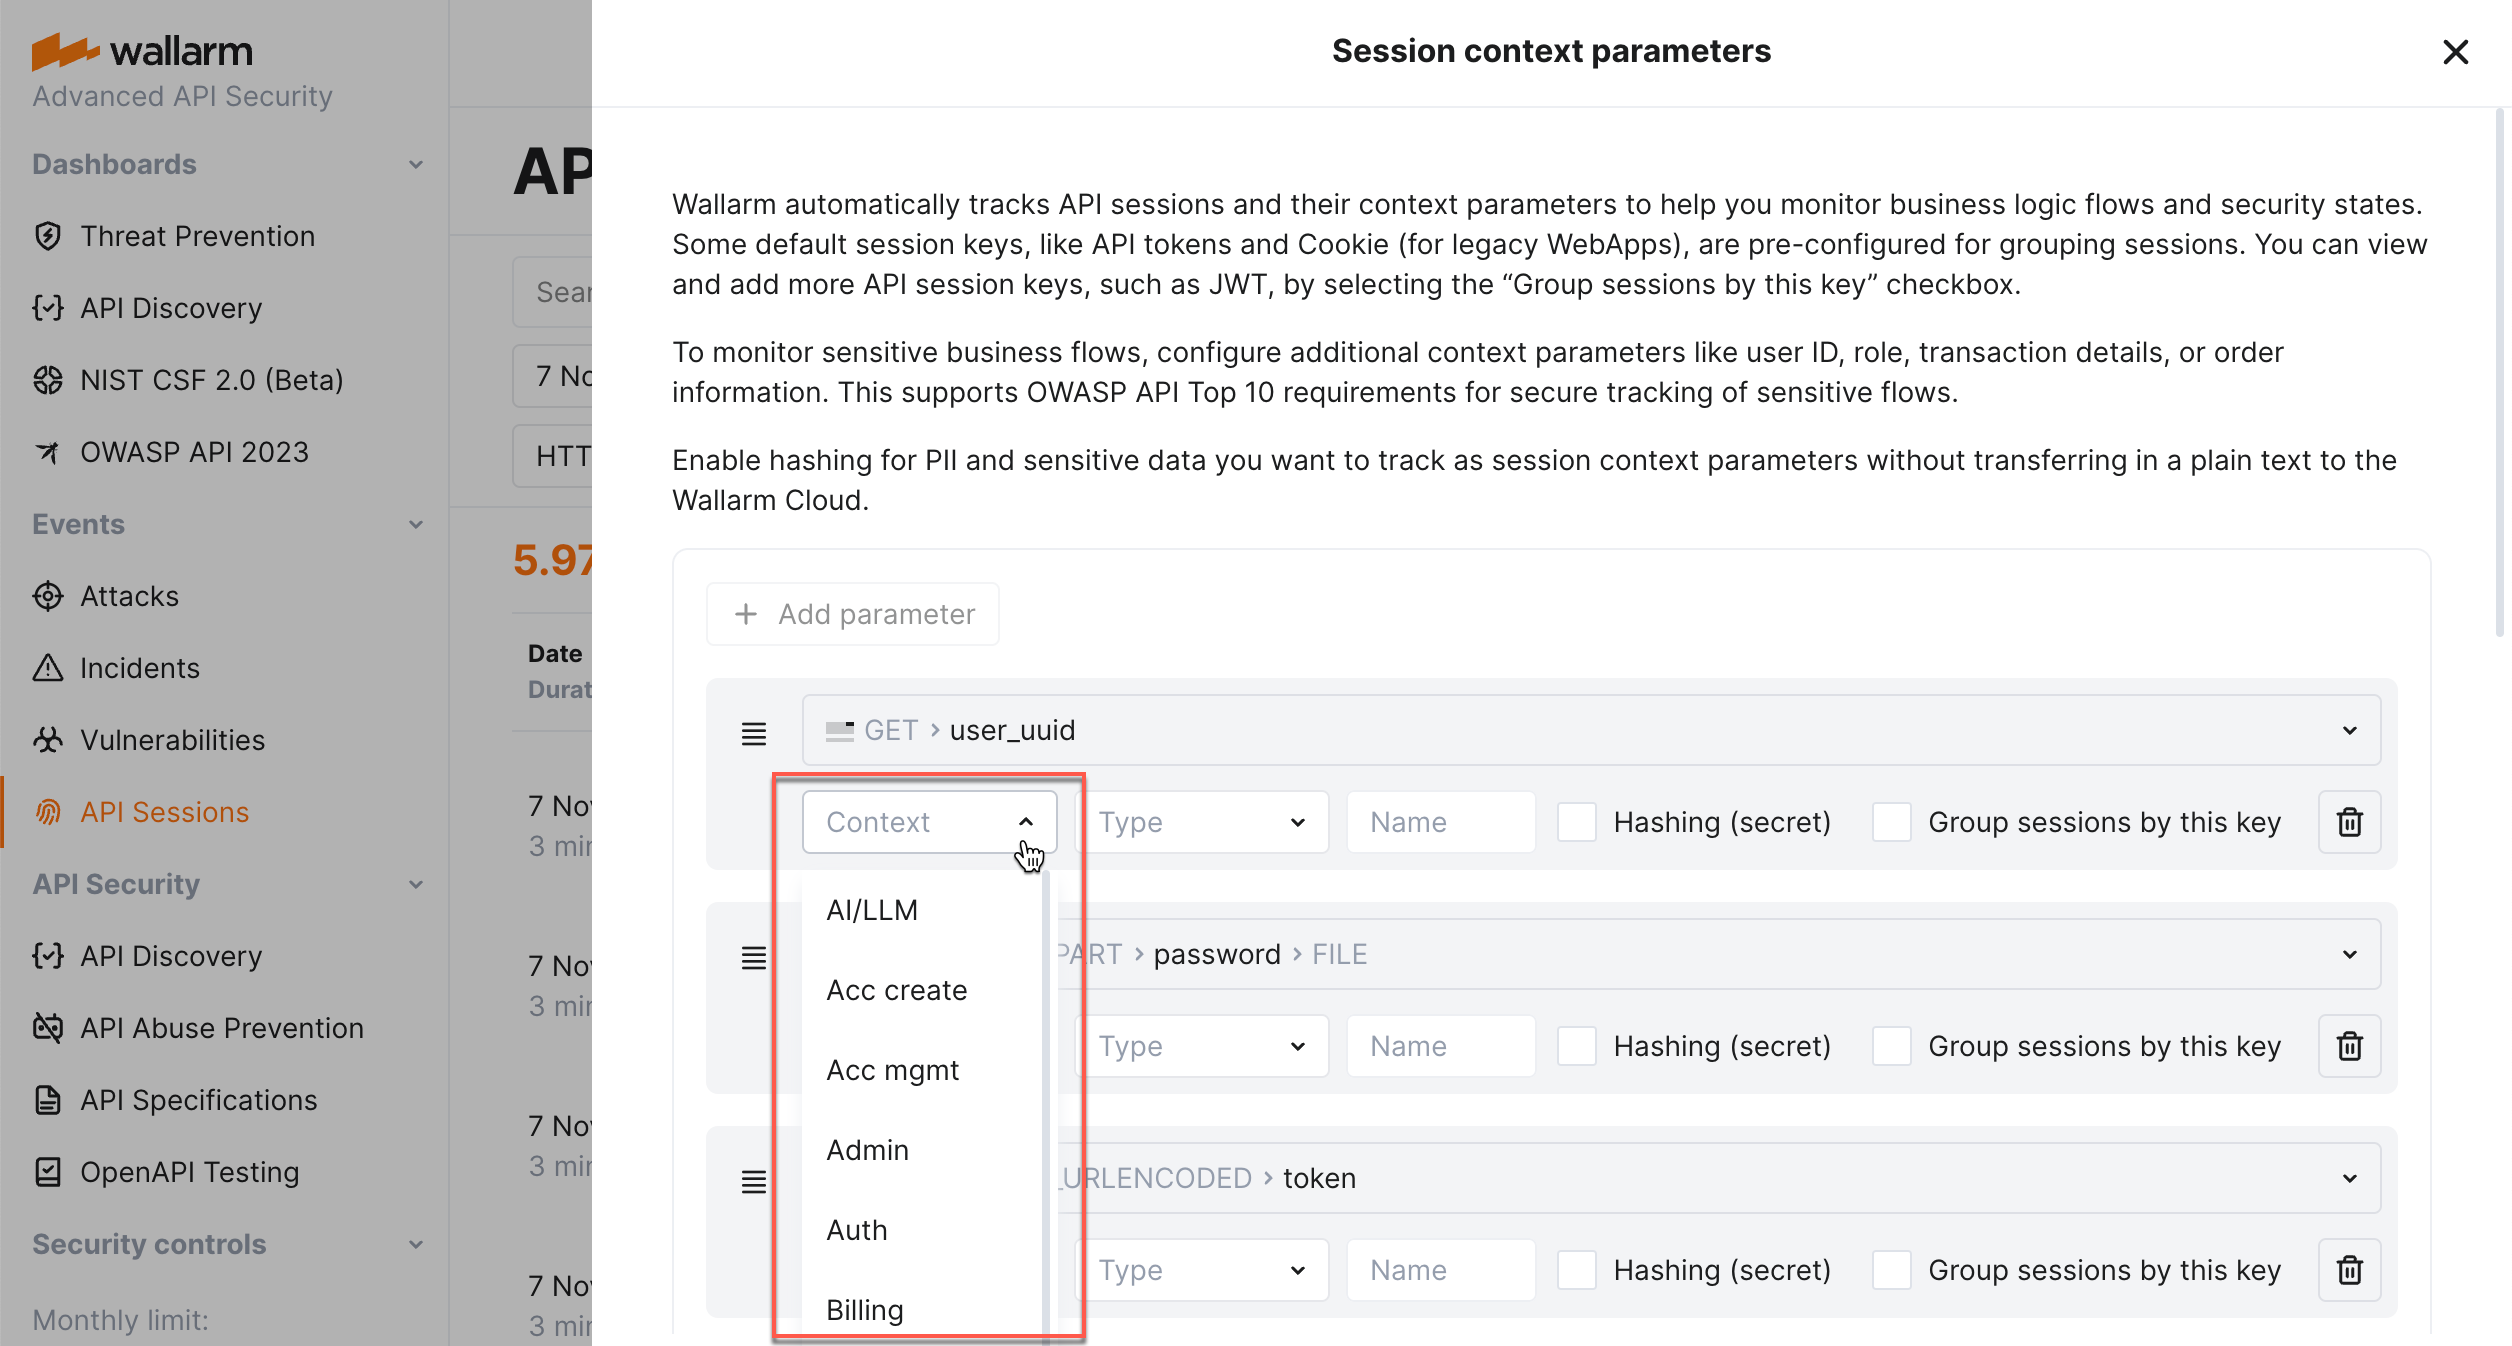 wallarm
Advanced API Security
Dashboards
Threat Prevention
API Discovery
NIST CSF 2.0 (Beta)
OWASP API 2023
Events
Attacks
Incidents
Vulnerabilities
API Sessions
API Security
API Discovery
API Abuse Prevention
API Specifications
OpenAPI Testing
Security controls
Monthly limit:
AP
Sear
7 No
HTT
5.97
Date
Durat
7 Nov
3 min
7 Nov
3 min
7 Nov
3 min
7 Nov
3 min
Session context parameters
Wallarm automatically tracks API sessions and their context parameters to help you monitor business logic flows and security states.
Some default session keys, like API tokens and Cookie (for legacy WebApps), are pre-configured for grouping sessions. You can view
and add more API session keys, such as JWT, by selecting the “Group sessions by this key” checkbox.
To monitor sensitive business flows, configure additional context parameters like user ID, role, transaction details, or order
information. This supports OWASP API Top 10 requirements for secure tracking of sensitive flows.
Enable hashing for PII and sensitive data you want to track as session context parameters without transferring in a plain text to the
Wallarm Cloud.
+ Add parameter
GET > user_uuid
Context Type Name Hashing (secret) Group sessions by this key
AI/LLM
PART > password > FILE
Acc create
Type Name Hashing (secret) Group sessions by this key
Acc mgmt
Admin
_URLENCODED > token
Auth
Type Name Hashing (secret) Group sessions by this key
Billing